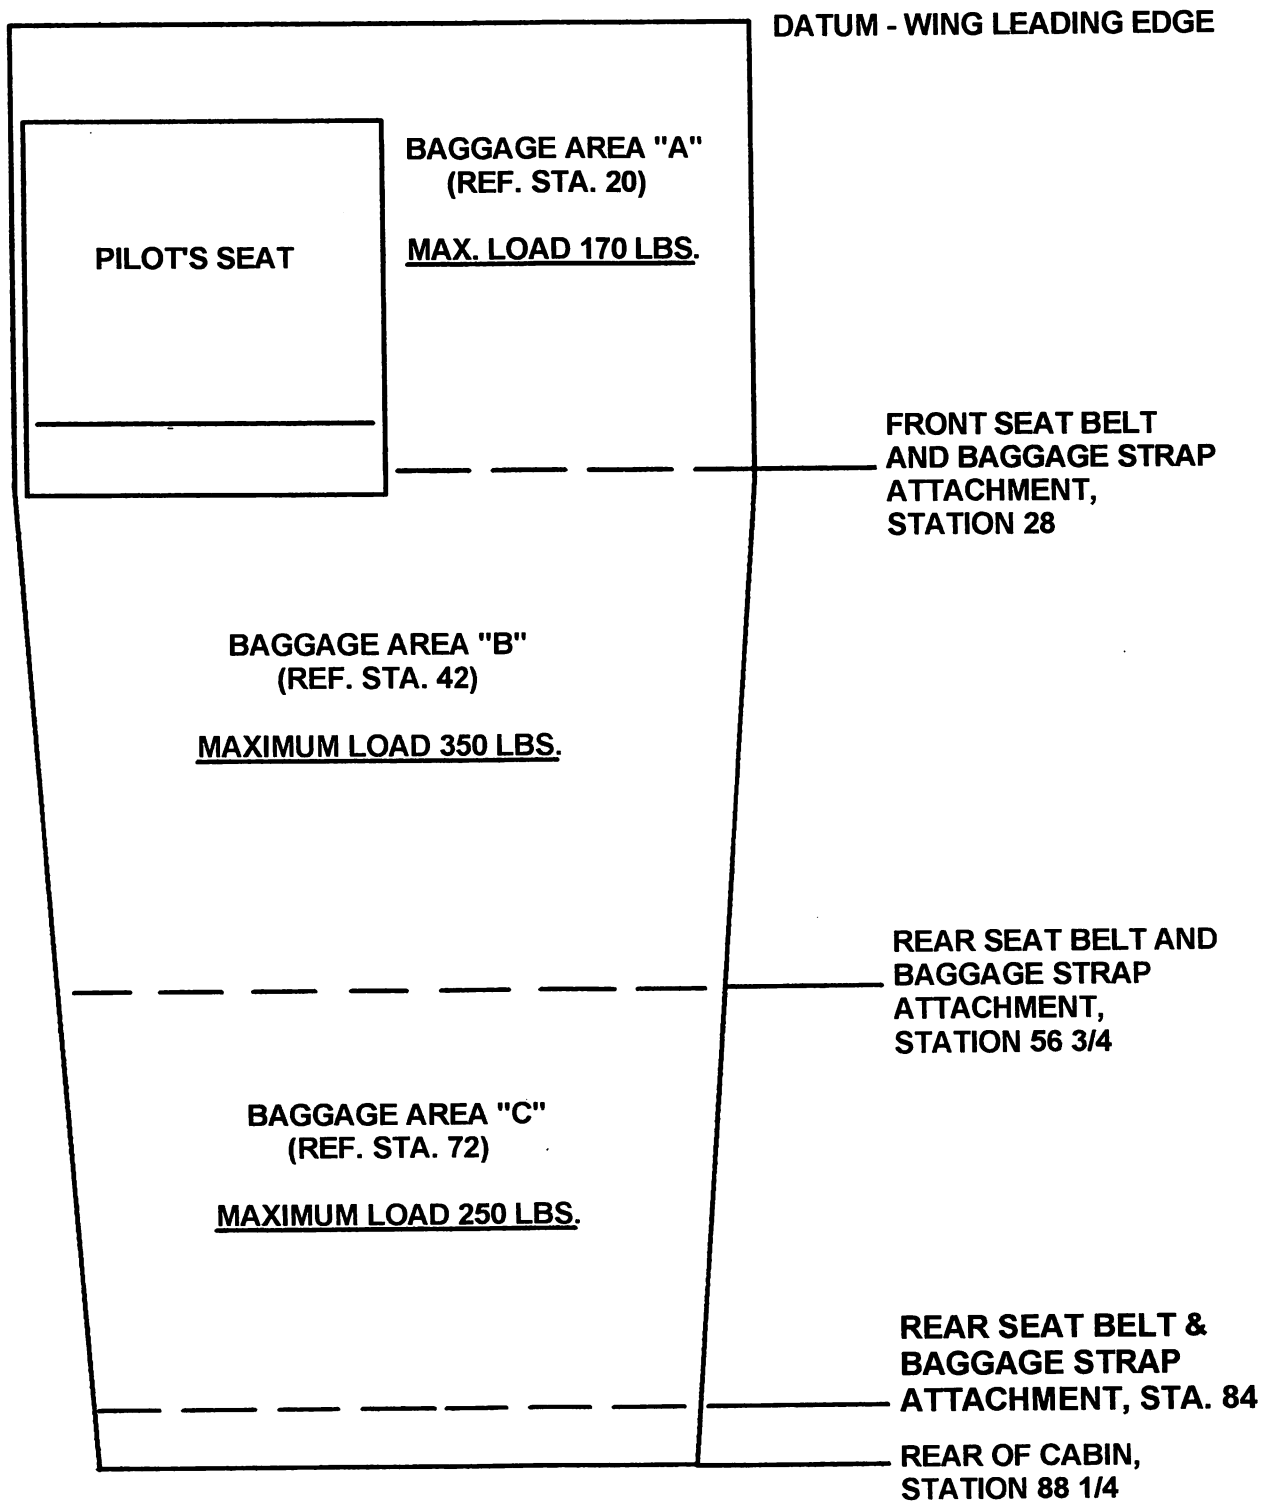 DATUM - WING LEADING EDGE
BAGGAGE AREA "A"
(REF. STA. 20)
MAX. LOAD 170 LBS.
PILOT'S SEAT
FRONT SEAT BELT
AND BAGGAGE STRAP
ATTACHMENT,
STATION 28
BAGGAGE AREA "B"
(REF. STA. 42)
MAXIMUM LOAD 350 LBS.
REAR SEAT BELT AND
BAGGAGE STRAP
ATTACHMENT,
STATION 56 3/4
BAGGAGE AREA "C"
(REF. STA. 72)
MAXIMUM LOAD 250 LBS.
REAR SEAT BELT &
BAGGAGE STRAP
ATTACHMENT, STA. 84
REAR OF CABIN,
STATION 88 1/4